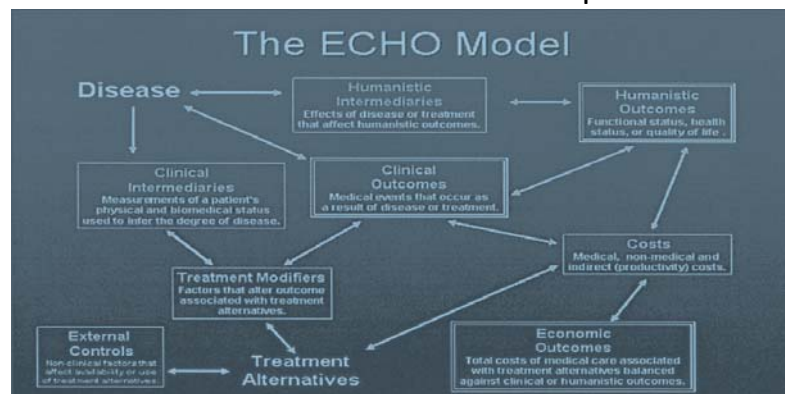 The ECHO Model
Disease
Humanistic
Intermediaries
Effects of disease or treatment
that affect humanistic outcomes.
Humanistic
Outcomes
Functional status, health
status, or quality of life .
Clinical
Intermediaries
Measurements of a patient's
physical and biomedical status
used to infer the degree of disease.
Clinical
Outcomes
Medical events that occur as
a result of disease or treatment.
Costs
Medical, non-medical and
indirect (productivity) costs.
Treatment Modifiers
Factors that alter outcome
associated with treatment
alternatives.
External
Controls
Non-clinical factors that
affect availability or use
of treatment alternatives.
Treatment
Alternatives
Economic
Outcomes
Total costs of medical care associated
with treatment alternatives balanced
against clinical or humanistic outcomes.